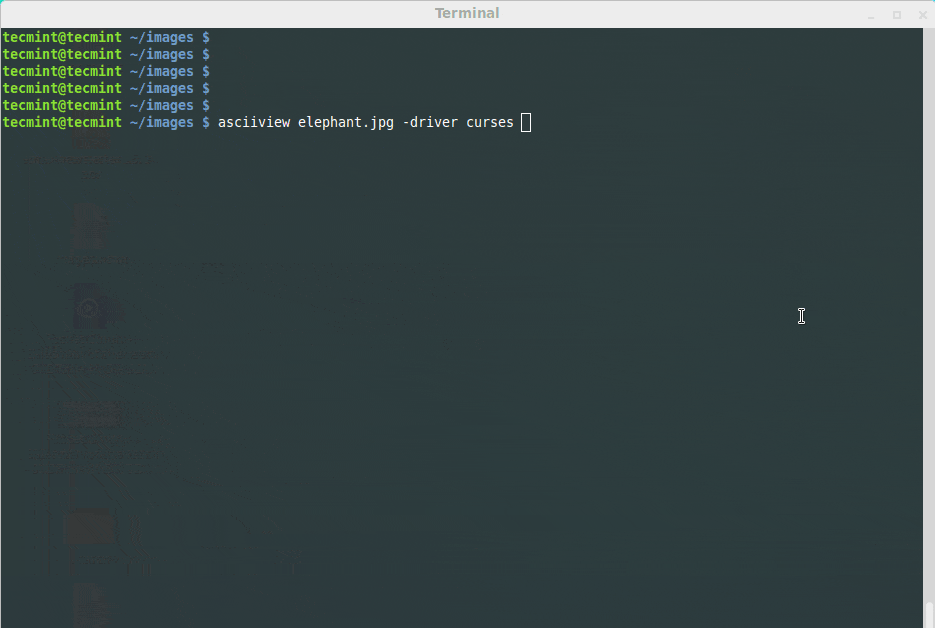 Terminal
tecmint@tecmint ~/images $
tecmint@tecmint ~/images $
tecmint@tecmint ~/images $
tecmint@tecmint ~/images $
tecmint@tecmint ~/images $
tecmint@tecmint ~/images $ asciiview elephant.jpg -driver curses